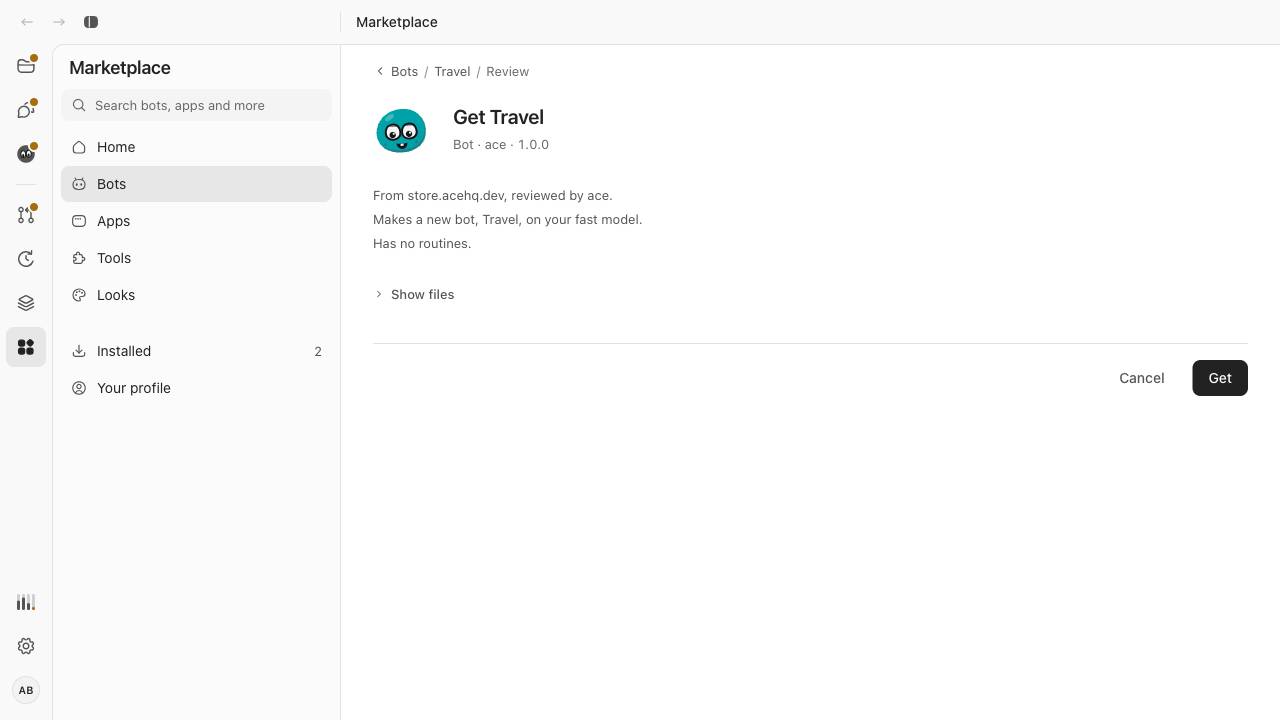 Marketplace
Marketplace
Search bots, apps and more
Home
Bots
Apps
Tools
Looks
Installed 2
Your profile
AB
Bots / Travel / Review
Get Travel
Bot · ace · 1.0.0
From store.acehq.dev, reviewed by ace.
Makes a new bot, Travel, on your fast model.
Has no routines.
Show files
Cancel
Get